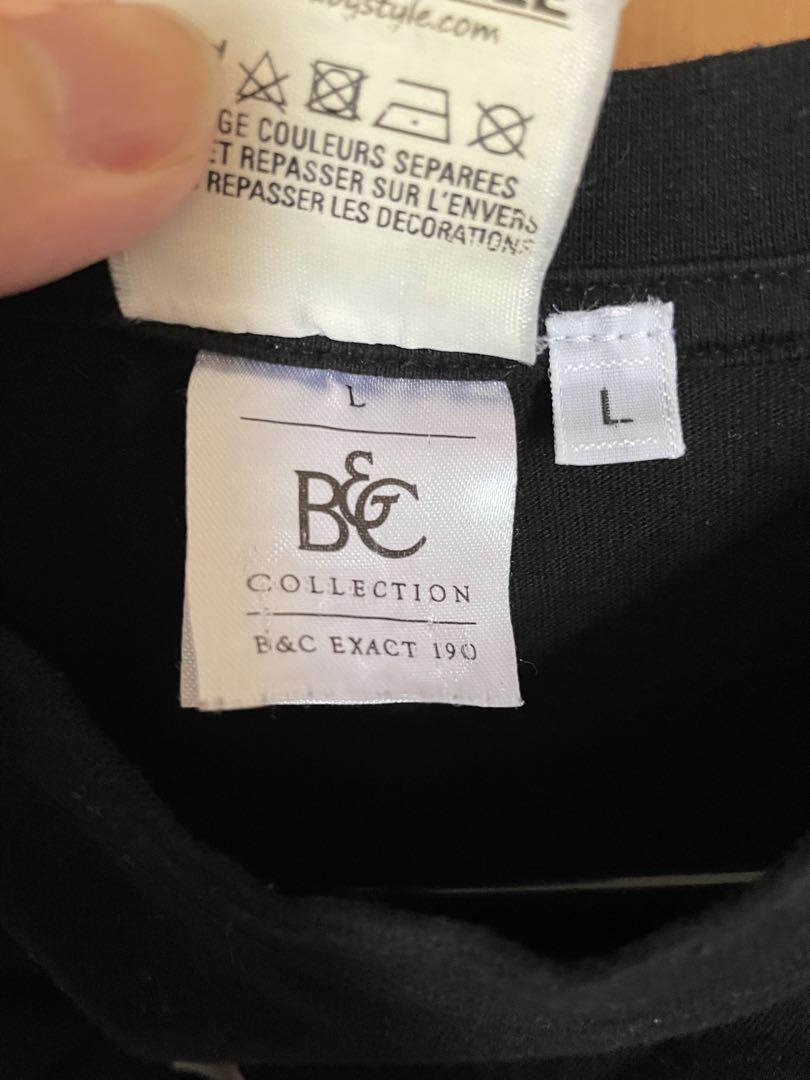 GE COULEURS SEPAREES
ET REPASSER SUR L'ENVERS
REPASSER LES DECORATIONS
L
L
B&C
COLLECTION
B&C EXACT 190